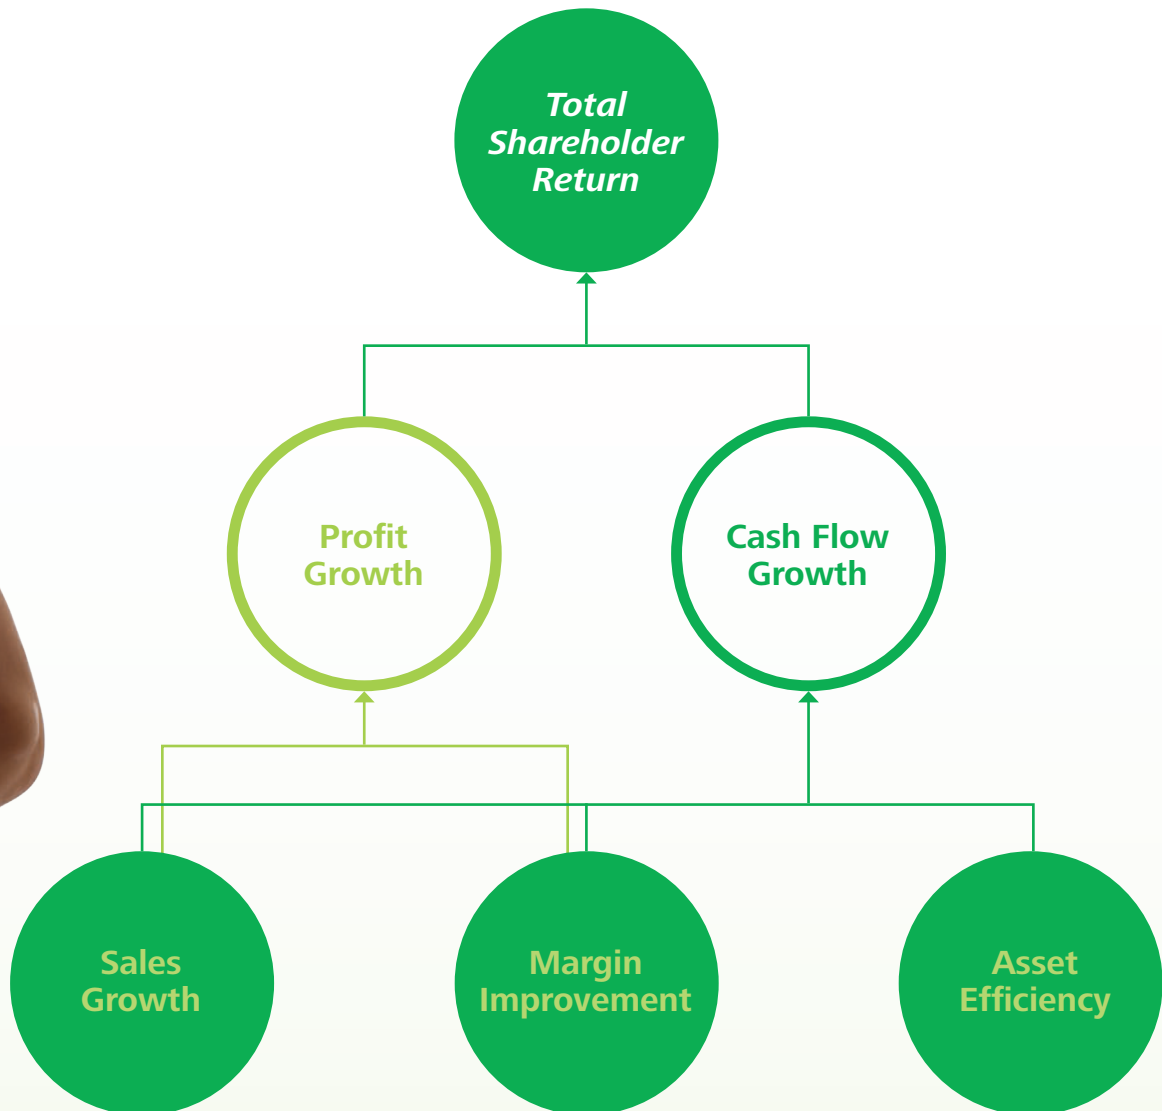 Total
Shareholder
Return
Profit
Growth
Cash Flow
Growth
Sales
Growth
Margin
Improvement
Asset
Efficiency